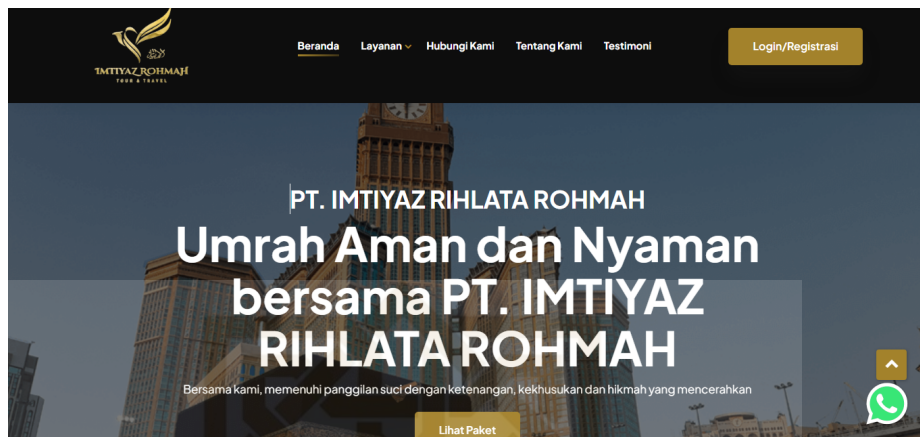 IMTIYAZ ROHMAH
TOUR & TRAVEL
Beranda Layanan Hubungi Kami Tentang Kami Testimoni
Login/Registrasi
PT. IMTIYAZ RIHLATA ROHMAH
Umrah Aman dan Nyaman
bersama PT. IMTIYAZ
RIHLATA ROHMAH
Bersama kami, memenuhi panggilan suci dengan ketenangan, kekhusukan dan hikmah yang mencerahkan
Lihat Paket